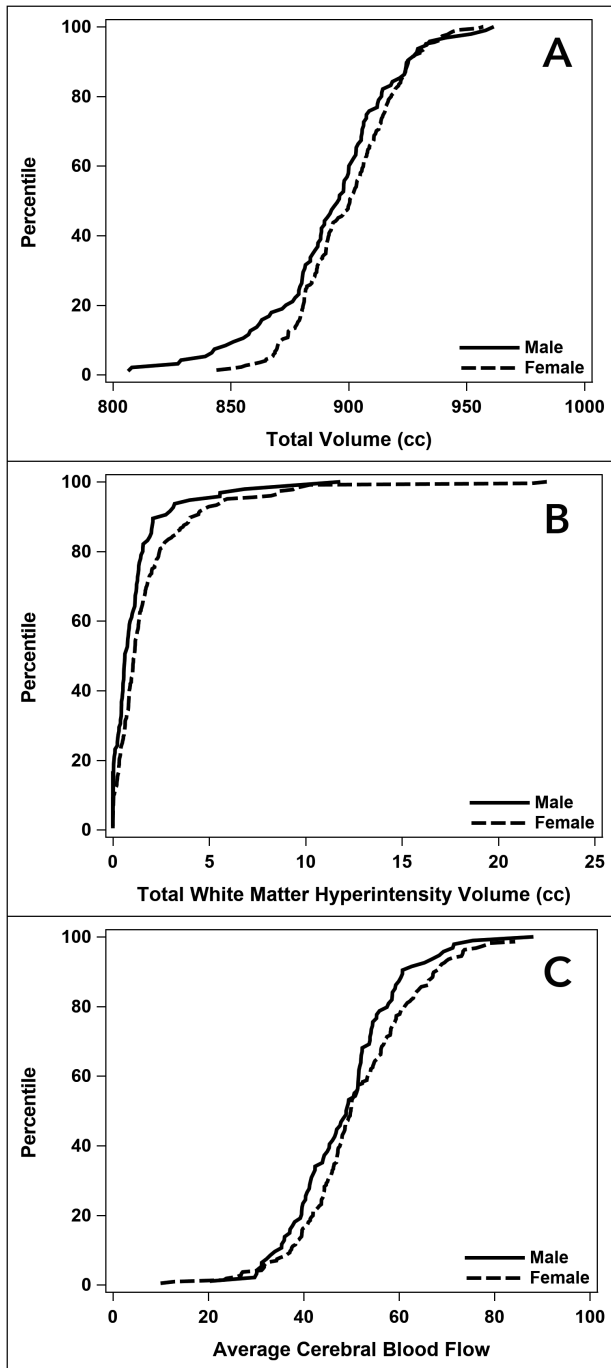 A
Percentile
100
80
60
40
20
0
Male
Female
800 850 900 950 1000
Total Volume (cc)
B
Percentile
100
80
60
40
20
0
Male
Female
0 5 10 15 20 25
Total White Matter Hyperintensity Volume (cc)
C
Percentile
100
80
60
40
20
0
Male
Female
0 20 40 60 80 100
Average Cerebral Blood Flow